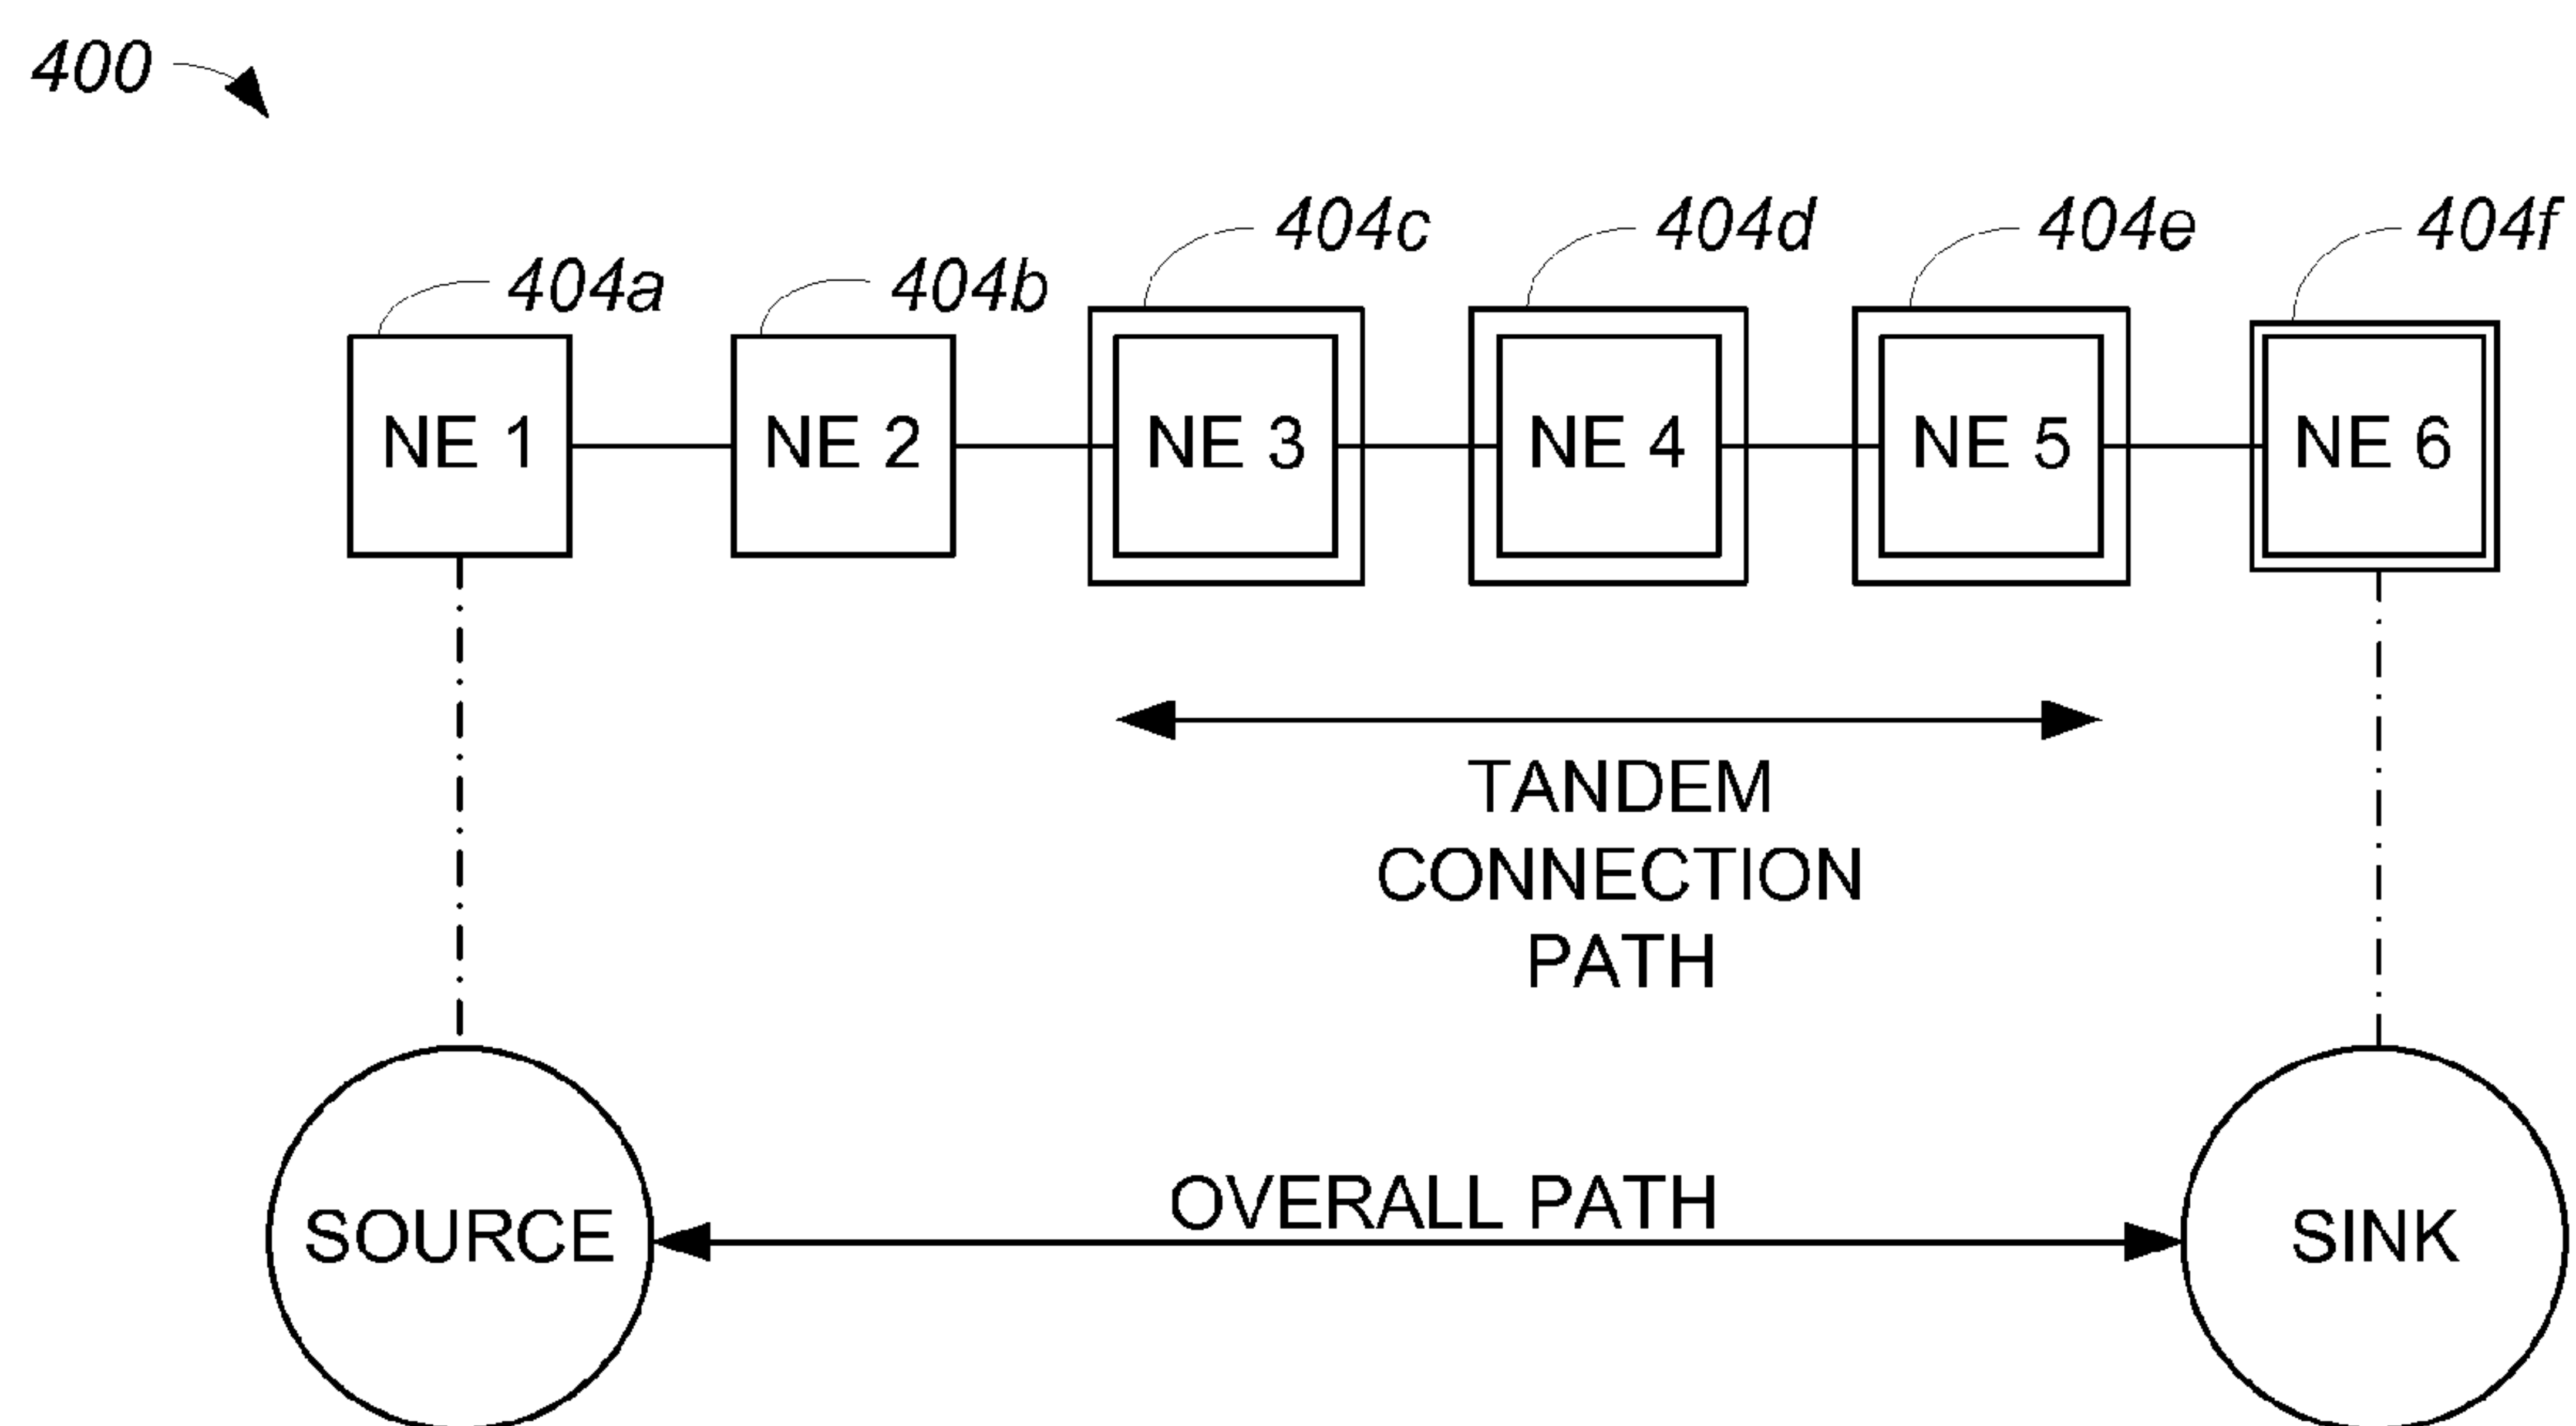 400
404c 404d 404e 404f
404a 404b
NE 1 NE 2 NE 3 NE 4 NE 5 NE 6
TANDEM
CONNECTION
PATH
OVERALL PATH
SOURCE SINK